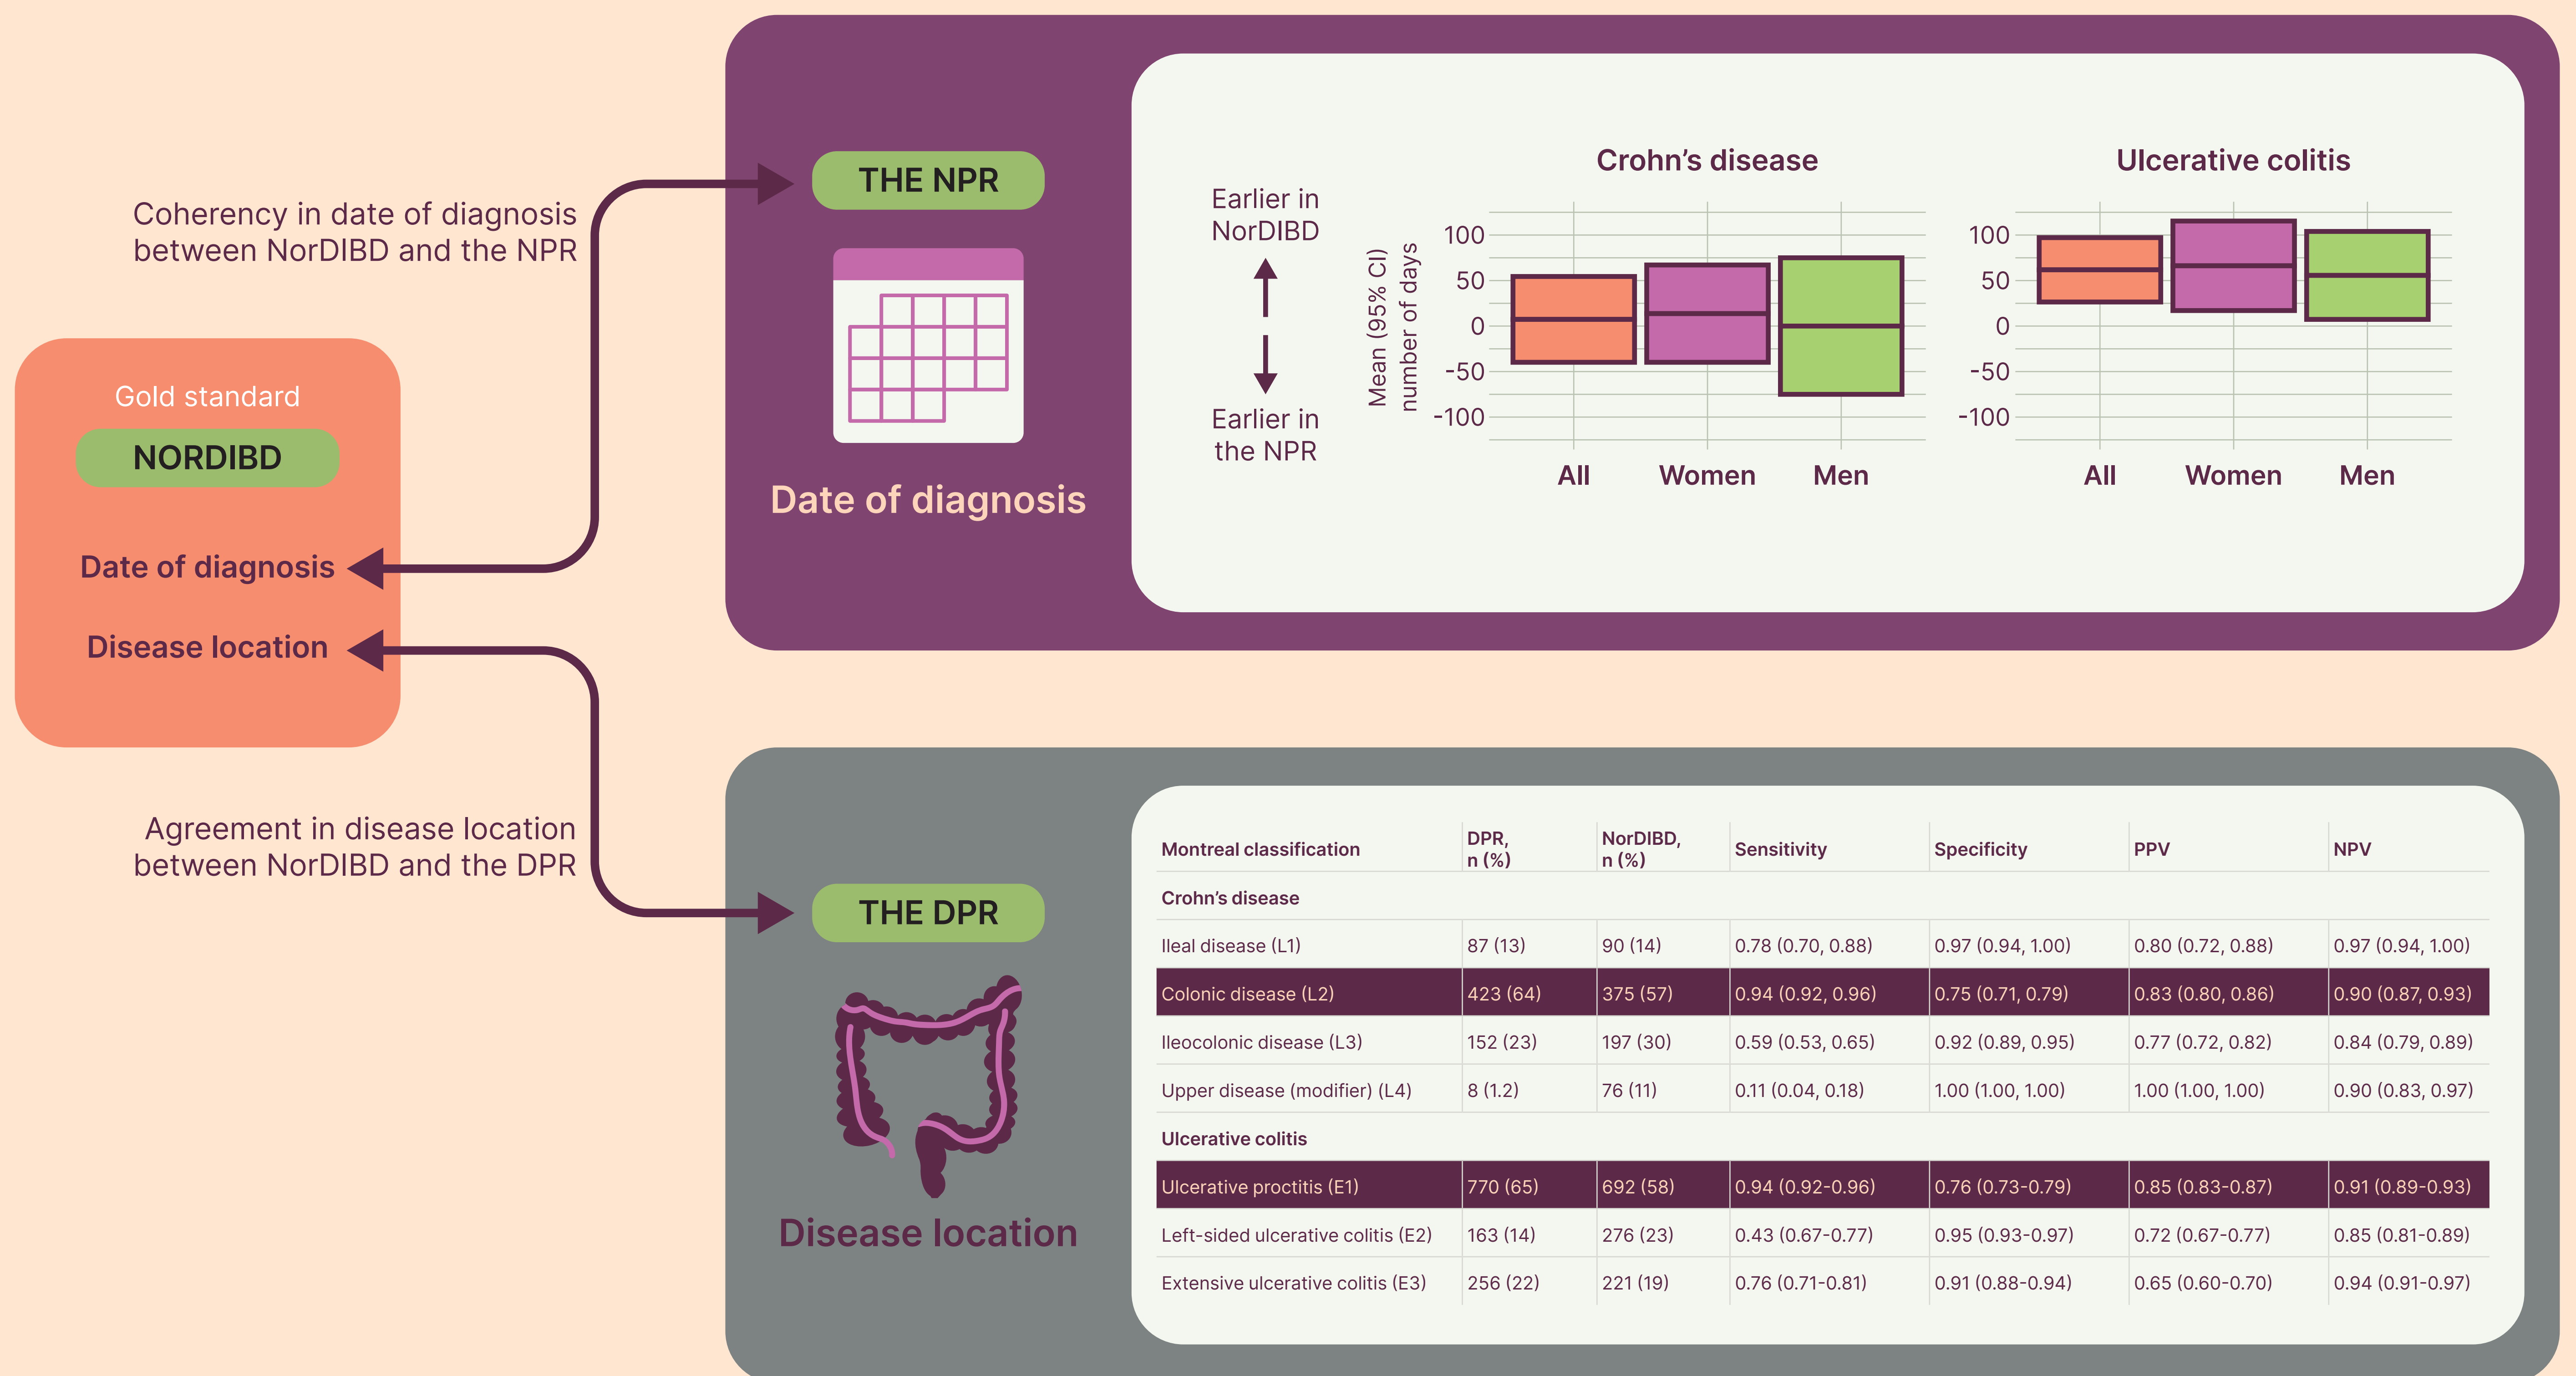 Gold standard
NORDIBD
Date of diagnosis
Disease location
Coherency in date of diagnosis
between NorDIBD and the NPR
Agreement in disease location
between NorDIBD and the DPR
THE NPR
Date of diagnosis
Earlier in
NorDIBD
Earlier in
the NPR
Mean (95% CI)
number of days
Crohn’s disease
100
50
0
-50
-100
All Women Men
Ulcerative colitis
100
50
0
-50
-100
All Women Men
THE DPR
Disease location
Montreal classification DPR, n (%) NorDIBD, n (%) Sensitivity Specificity PPV NPV
Crohn’s disease
Ileal disease (L1) 87 (13) 90 (14) 0.78 (0.70, 0.88) 0.97 (0.94, 1.00) 0.80 (0.72, 0.88) 0.97 (0.94, 1.00)
Colonic disease (L2) 423 (64) 375 (57) 0.94 (0.92, 0.96) 0.75 (0.71, 0.79) 0.83 (0.80, 0.86) 0.90 (0.87, 0.93)
Ileocolonic disease (L3) 152 (23) 197 (30) 0.59 (0.53, 0.65) 0.92 (0.89, 0.95) 0.77 (0.72, 0.82) 0.84 (0.79, 0.89)
Upper disease (modifier) (L4) 8 (1.2) 76 (11) 0.11 (0.04, 0.18) 1.00 (1.00, 1.00) 1.00 (1.00, 1.00) 0.90 (0.83, 0.97)
Ulcerative colitis
Ulcerative proctitis (E1) 770 (65) 692 (58) 0.94 (0.92-0.96) 0.76 (0.73-0.79) 0.85 (0.83-0.87) 0.91 (0.89-0.93)
Left-sided ulcerative colitis (E2) 163 (14) 276 (23) 0.43 (0.67-0.77) 0.95 (0.93-0.97) 0.72 (0.67-0.77) 0.85 (0.81-0.89)
Extensive ulcerative colitis (E3) 256 (22) 221 (19) 0.76 (0.71-0.81) 0.91 (0.88-0.94) 0.65 (0.60-0.70) 0.94 (0.91-0.97)